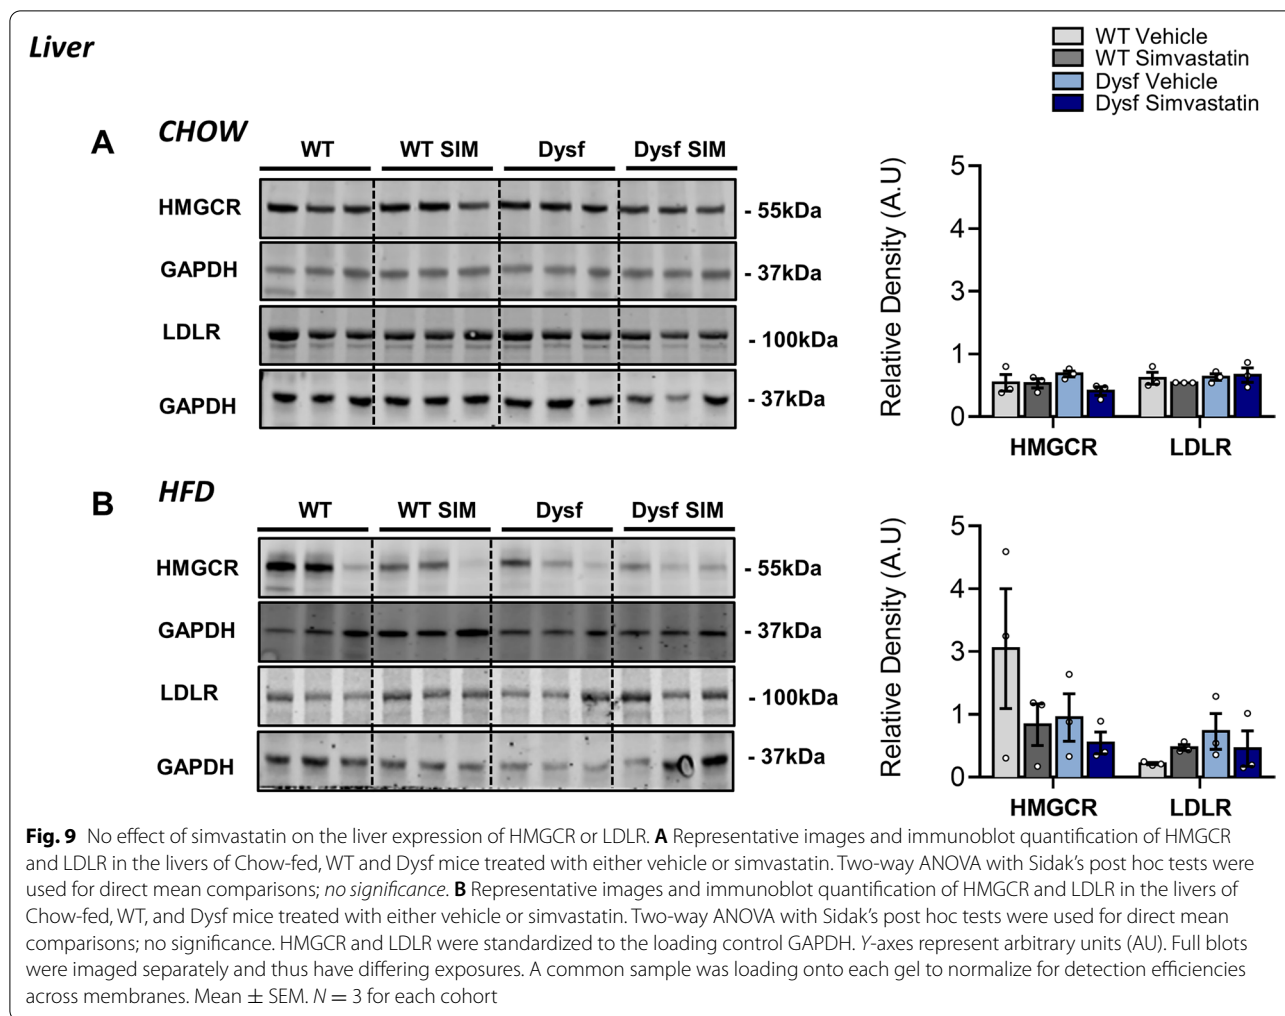 Liver
WT Vehicle
WT Simvastatin
Dysf Vehicle
Dysf Simvastatin
A CHOW
WT WT SIM Dysf Dysf SIM
HMGCR - 55kDa
GAPDH - 37kDa
LDLR - 100kDa
GAPDH - 37kDa
Relative Density (A.U)
5
4
3
1
0
HMGCR LDLR
B HFD
WT WT SIM Dysf Dysf SIM
HMGCR - 55kDa
GAPDH - 37kDa
LDLR - 100kDa
GAPDH - 37kDa
Relative Density (A.U)
5
4
3
1
0
HMGCR LDLR
Fig. 9 No effect of simvastatin on the liver expression of HMGCR or LDLR. A Representative images and immunoblot quantification of HMGCR
and LDLR in the livers of Chow-fed, WT and Dysf mice treated with either vehicle or simvastatin. Two-way ANOVA with Sidak's post hoc tests were
used for direct mean comparisons; no significance. B Representative images and immunoblot quantification of HMGCR and LDLR in the livers of
Chow-fed, WT, and Dysf mice treated with either vehicle or simvastatin. Two-way ANOVA with Sidak's post hoc tests were used for direct mean
comparisons; no significance. HMGCR and LDLR were standardized to the loading control GAPDH. Y-axes represent arbitrary units (AU). Full blots
were imaged separately and thus have differing exposures. A common sample was loading onto each gel to normalize for detection efficiencies
across membranes. Mean ± SEM. N = 3 for each cohort